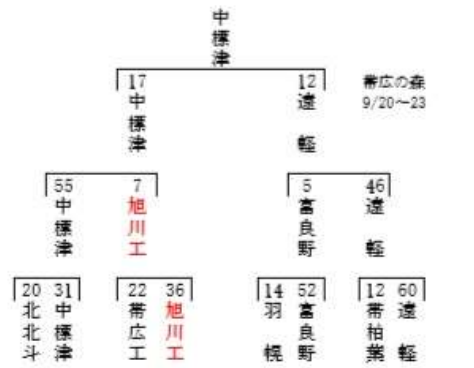 中標津
17 12
中標津 遠軽
帯広の森
9/20～23
55 7 5 46
中標津 旭川工 富良野 遠軽
20 31 22 36 14 52 12 60
北北斗 中標津 帯広工 旭川工 羽幌 富良野 帯柏葉 遠軽